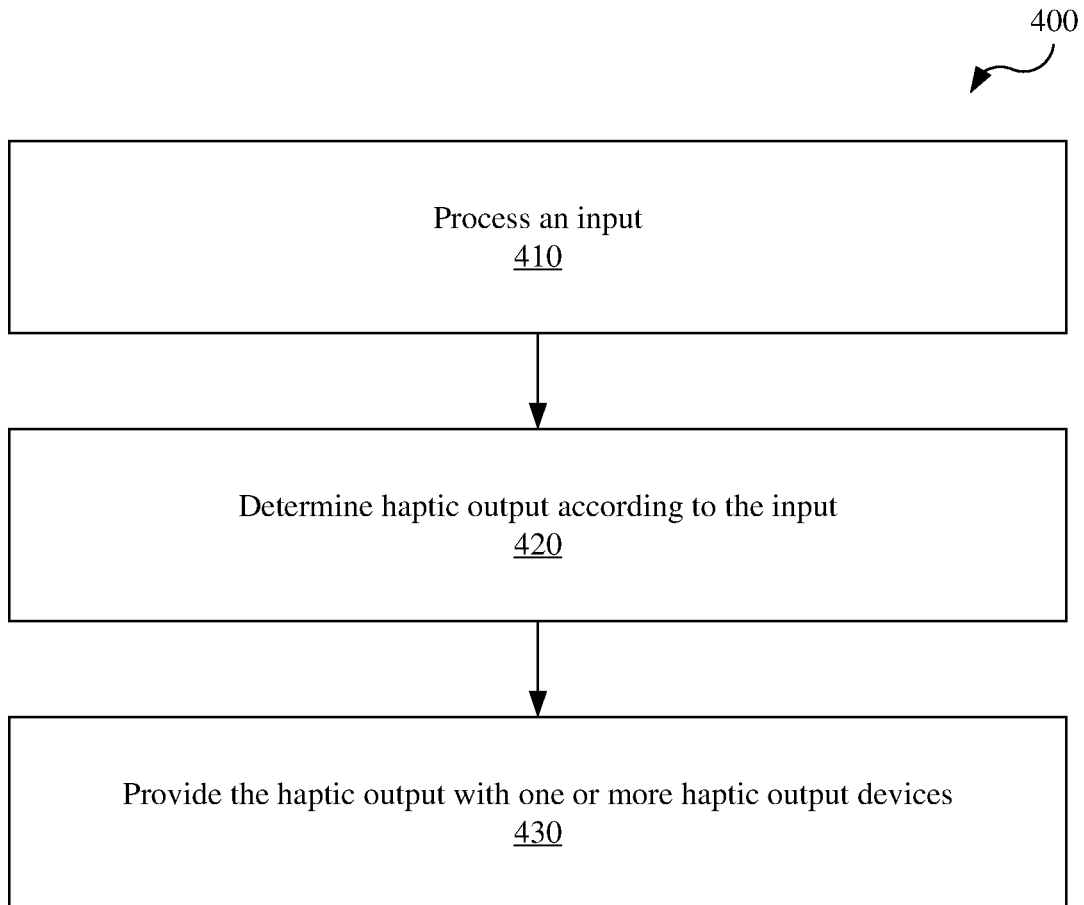 400
Process an input
410
Determine haptic output according to the input
420
Provide the haptic output with one or more haptic output devices
430